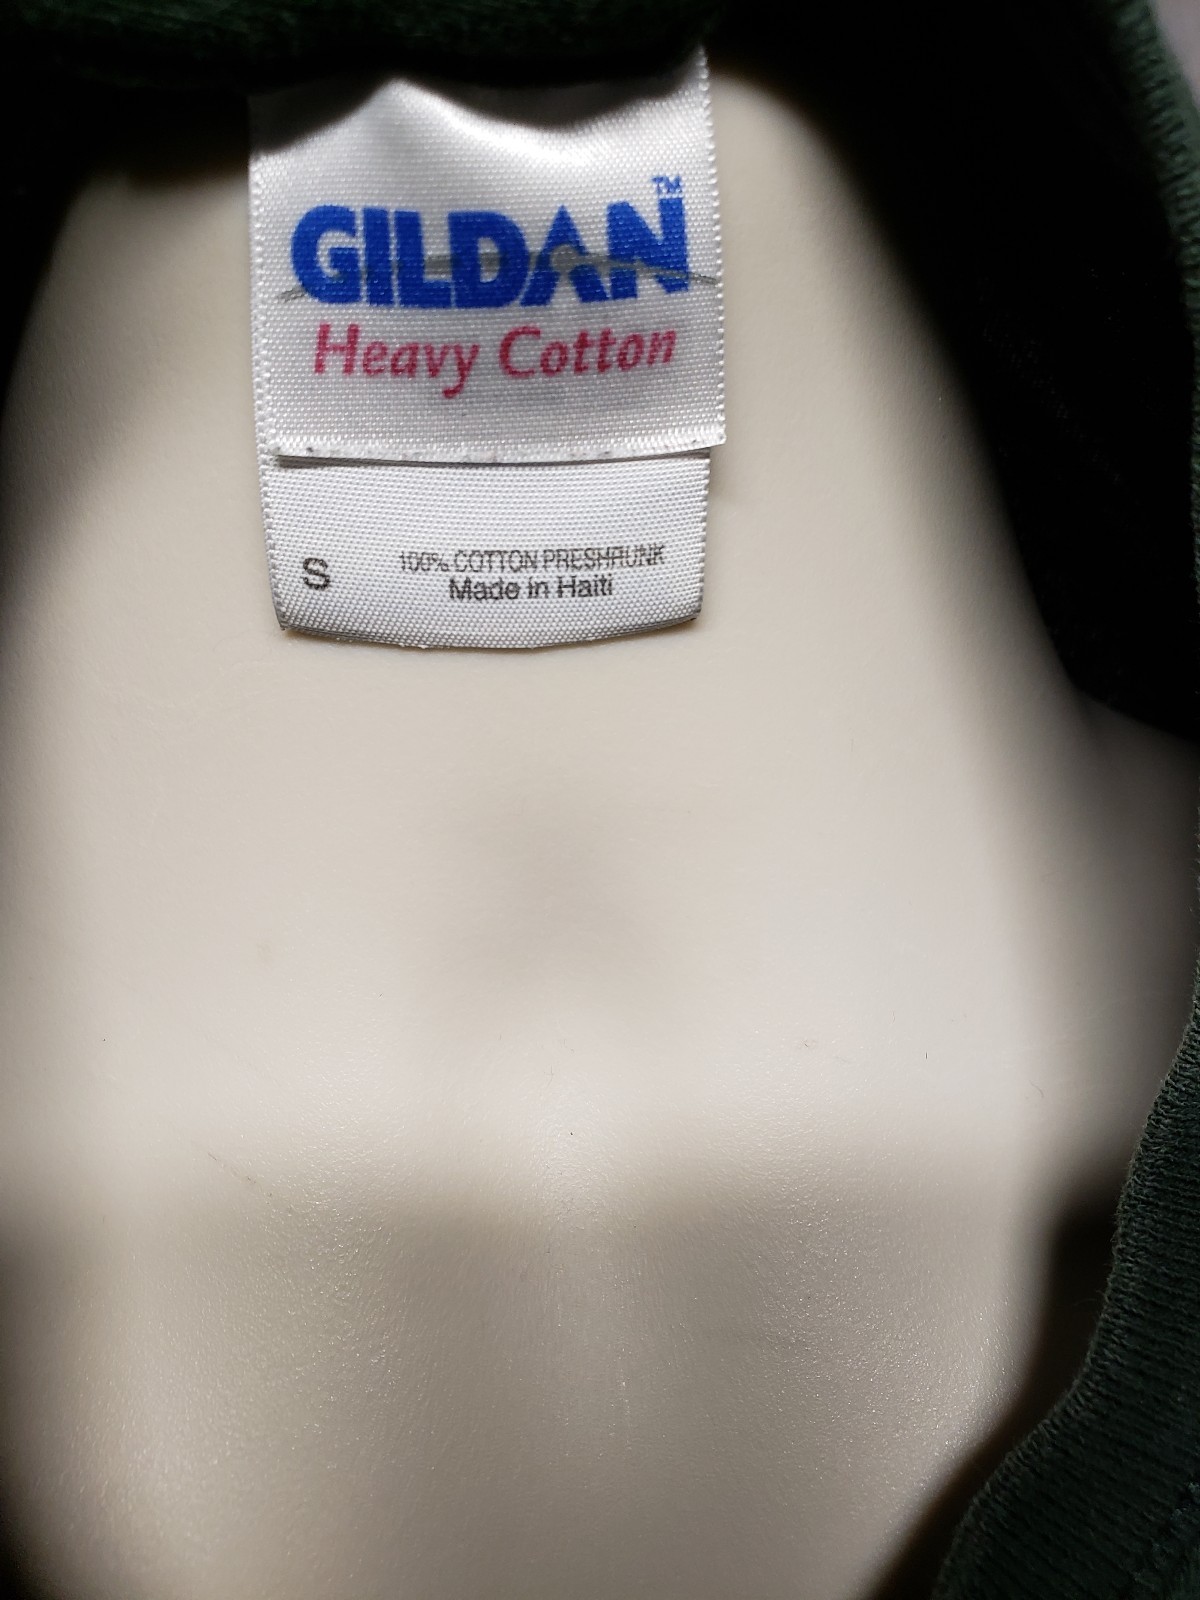 GILDAN™
Heavy Cotton
S 100% COTTON PRESHRUNK
Made in Haiti